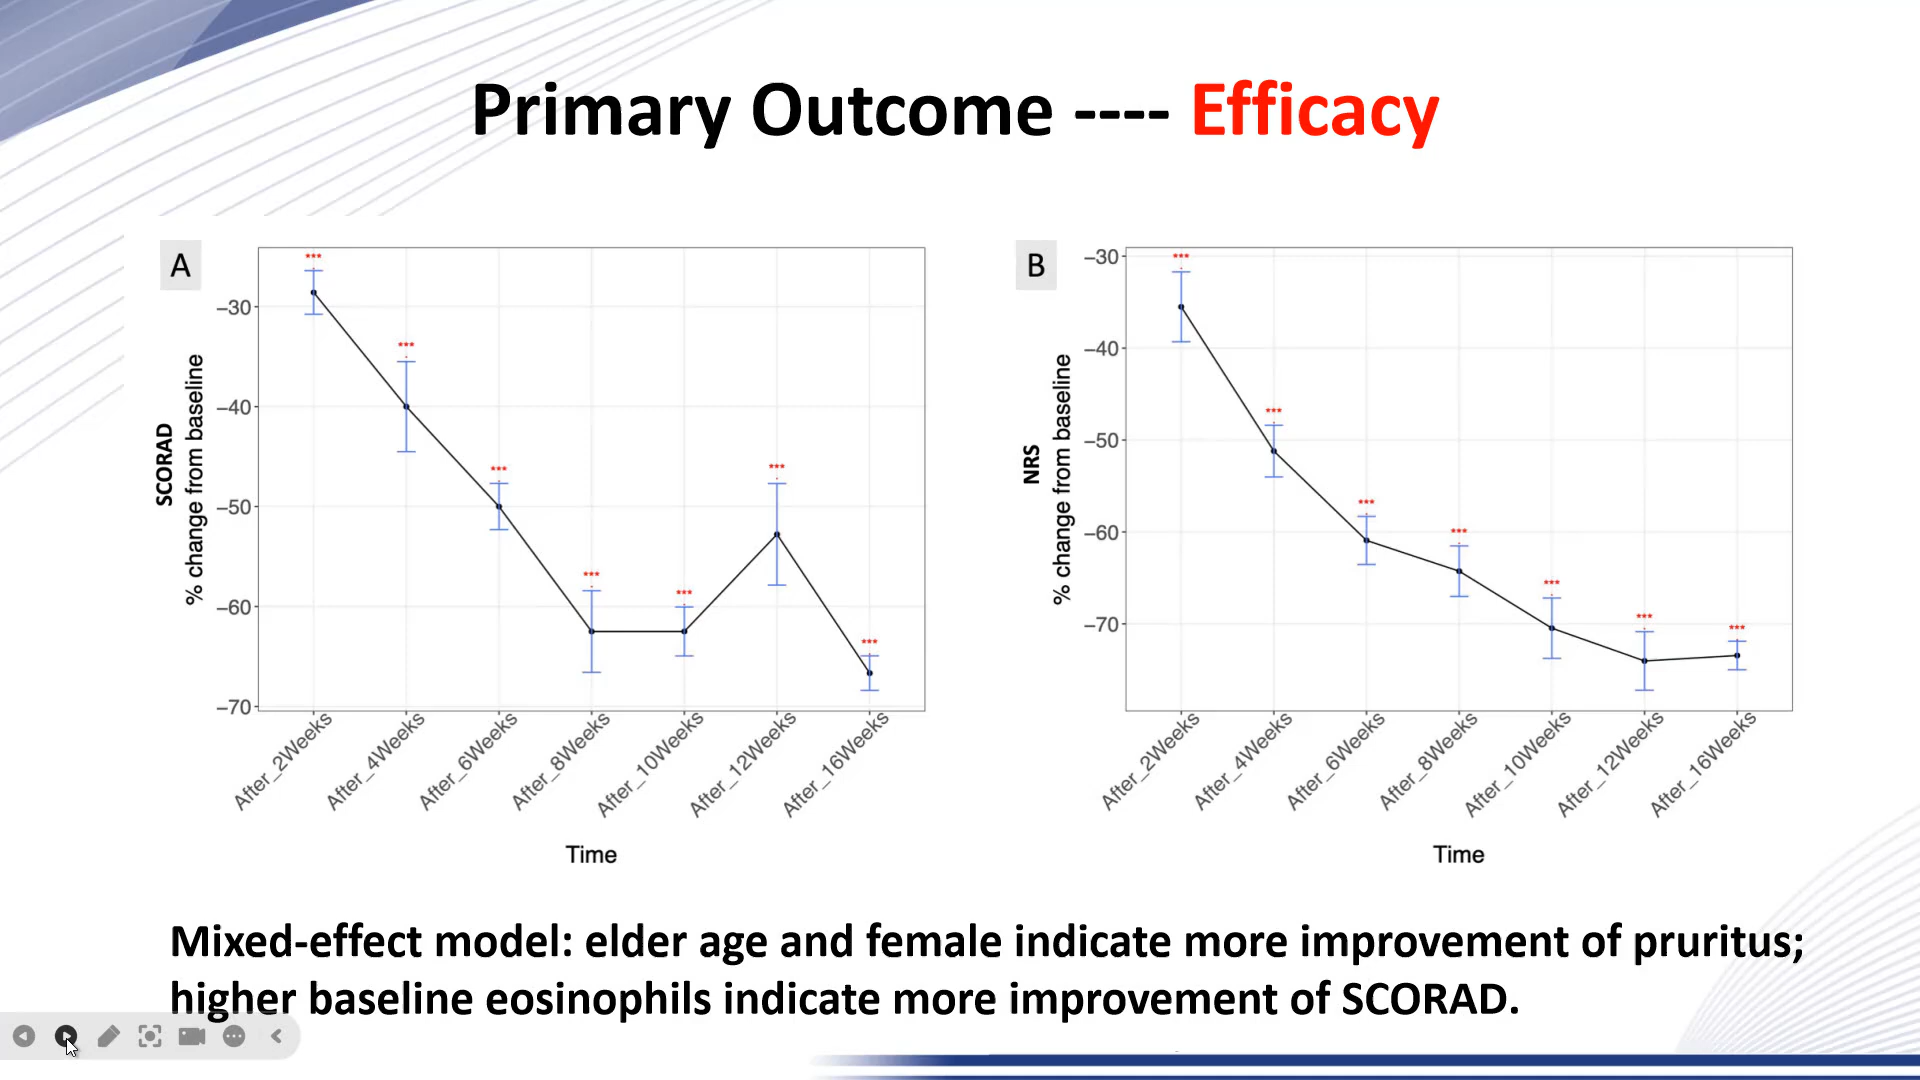 Primary Outcome ---- Efficacy
A
SCORAD
% change from baseline
−30
−40
−50
−60
−70
***
***
***
***
***
***
***
After_2Weeks
After_4Weeks
After_6Weeks
After_8Weeks
After_10Weeks
After_12Weeks
After_16Weeks
Time
B
NRS
% change from baseline
−30
−40
−50
−60
−70
***
***
***
***
***
***
***
After_2Weeks
After_4Weeks
After_6Weeks
After_8Weeks
After_10Weeks
After_12Weeks
After_16Weeks
Time
Mixed-effect model: elder age and female indicate more improvement of pruritus;
higher baseline eosinophils indicate more improvement of SCORAD.